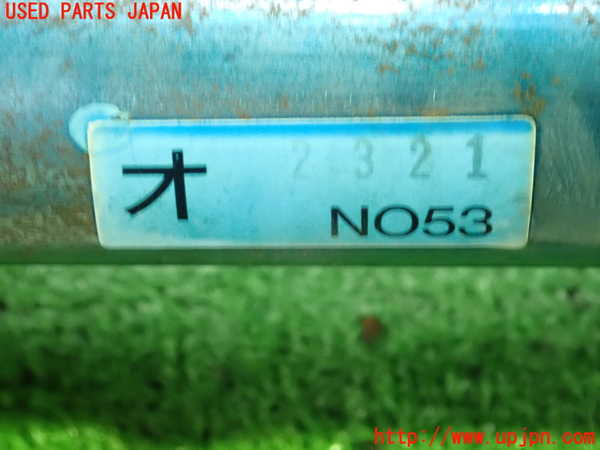 USED PARTS JAPAN
2321
オ
NO53
http://www.upjpn.com